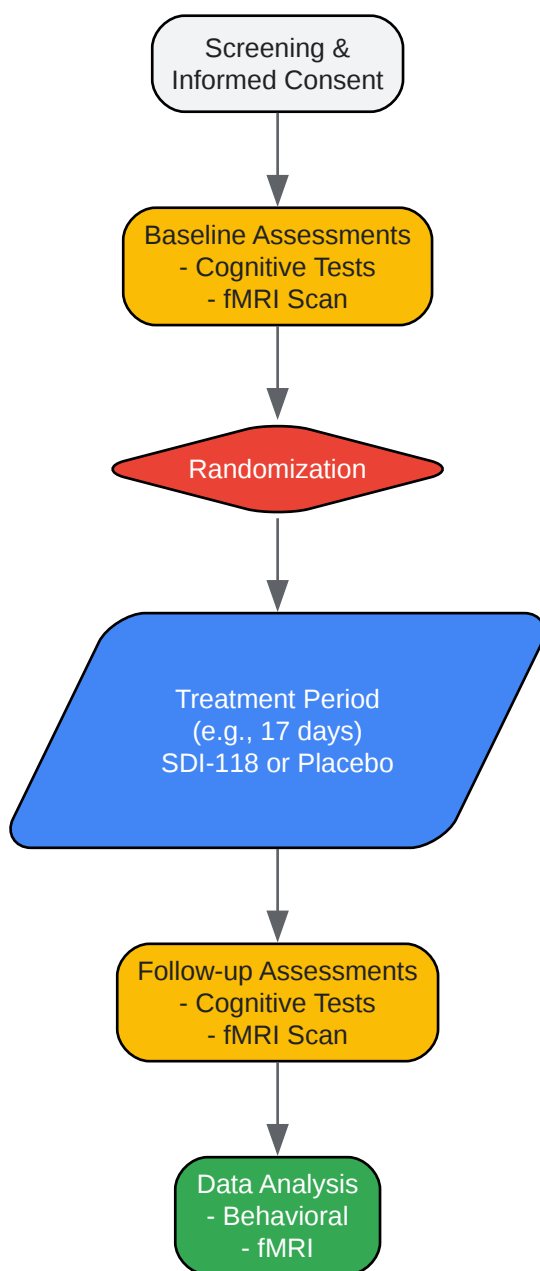 Screening &
Informed Consent
Baseline Assessments
- Cognitive Tests
- fMRI Scan
Randomization
Treatment Period
(e.g., 17 days)
SDI-118 or Placebo
Follow-up Assessments
- Cognitive Tests
- fMRI Scan
Data Analysis
- Behavioral
- fMRI